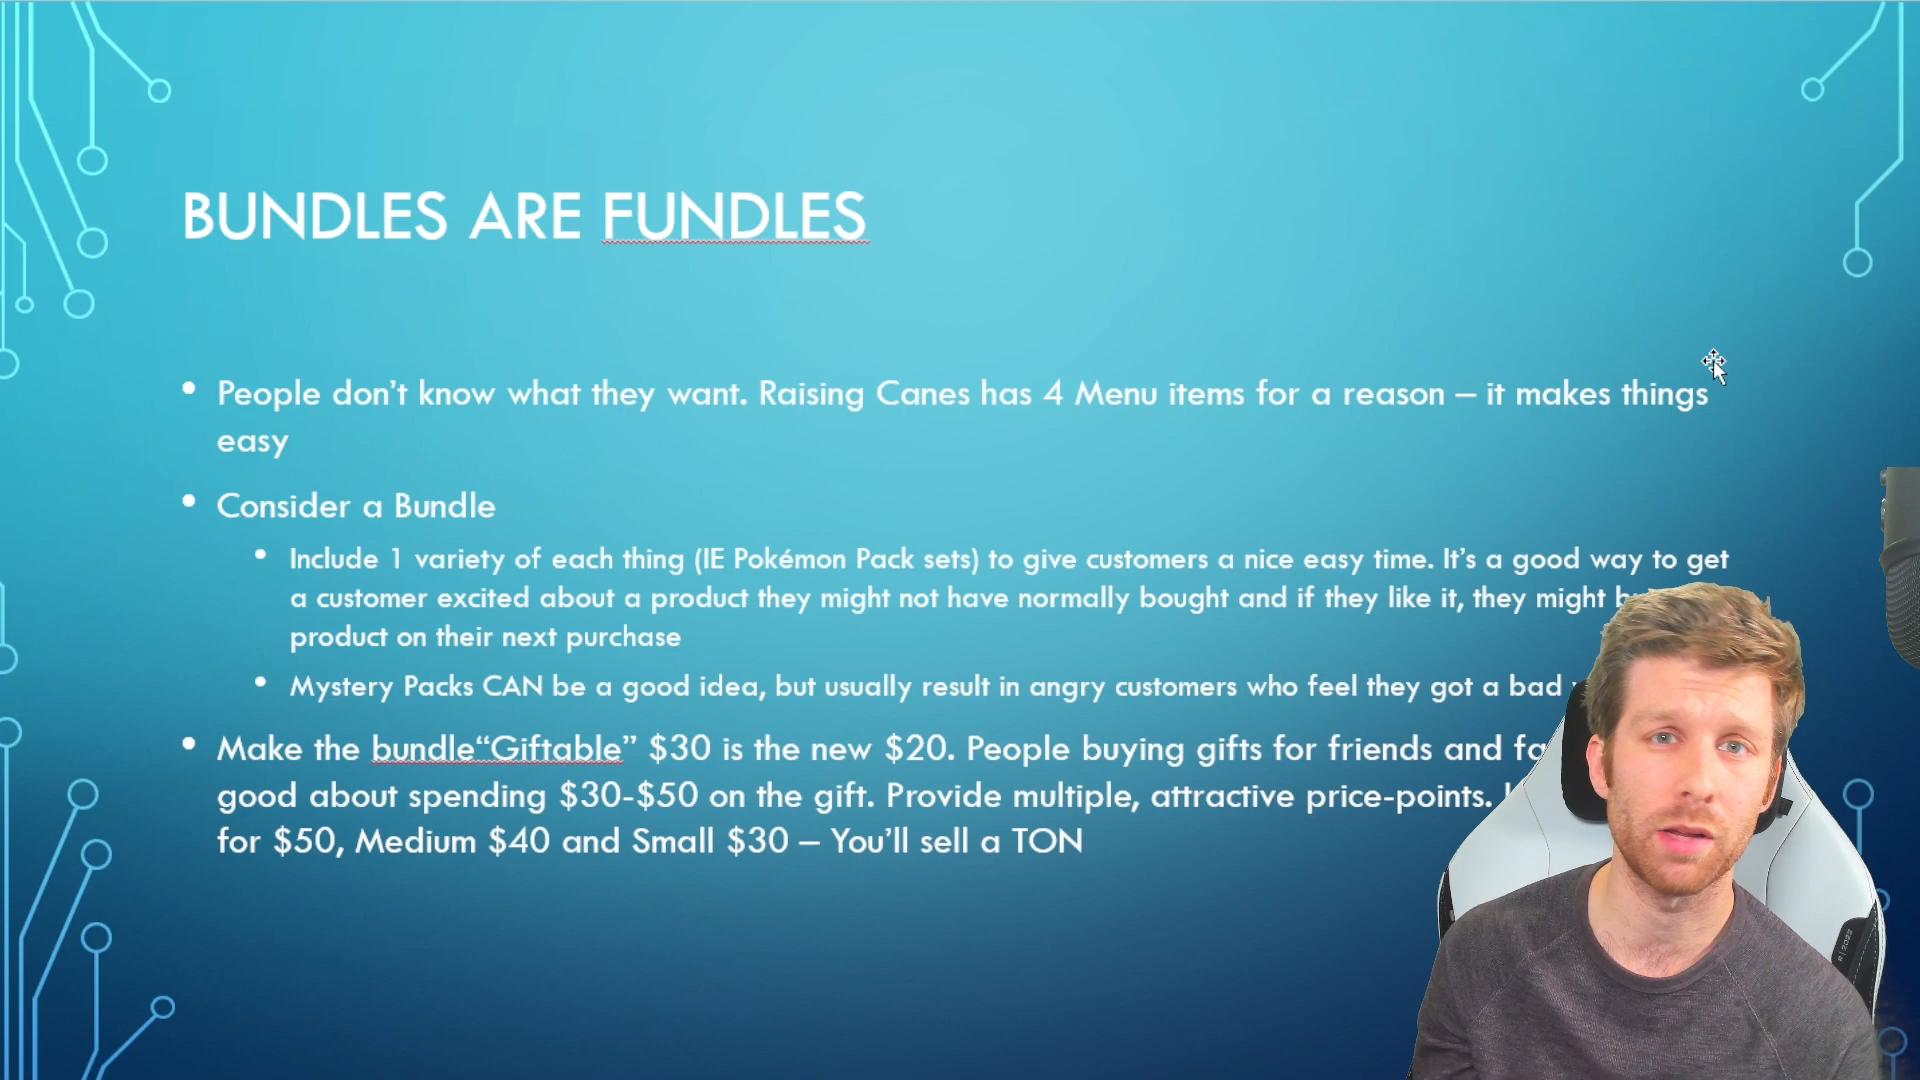 BUNDLES ARE FUNDLES
• People don’t know what they want. Raising Canes has 4 Menu items for a reason – it makes things
easy
• Consider a Bundle
• Include 1 variety of each thing (IE Pokémon Pack sets) to give customers a nice easy time. It’s a good way to get
a customer excited about a product they might not have normally bought and if they like it, they might
product on their next purchase
• Mystery Packs CAN be a good idea, but usually result in angry customers who feel they got a bad
• Make the bundle“Giftable” $30 is the new $20. People buying gifts for friends and
good about spending $30-$50 on the gift. Provide multiple, attractive price-points.
for $50, Medium $40 and Small $30 – You’ll sell a TON